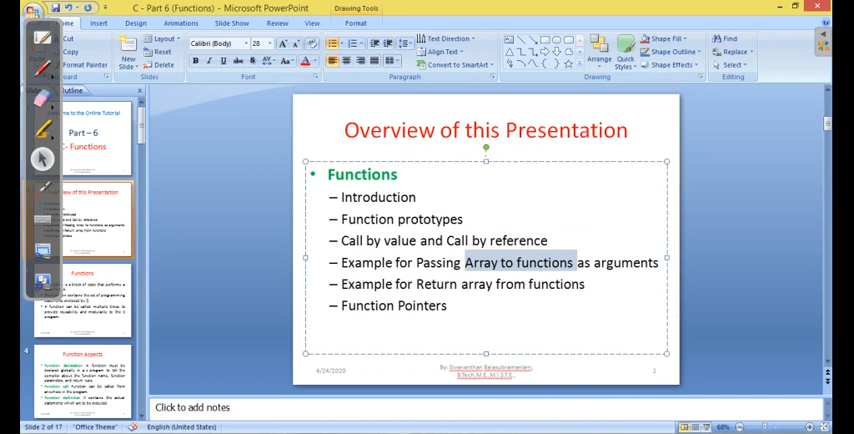 C - Part 6 (Functions) - Microsoft PowerPoint
Drawing Tools
Home
Insert
Design
Animations
Slide Show
Review
View
Format
Cut
Copy
Format Painter
New
Slide
Layout
Reset
Delete
Slides
Calibri (Body)
28
Font
Text Direction
Align Text
Convert to SmartArt
Paragraph
Arrange
Quick
Styles
Shape Fill
Shape Outline
Shape Effects
Drawing
Find
Replace
Select
Editing
Outline
Welcome to the Online Tutorial
Part – 6
C- Functions
Overview of this Presentation
Functions
4
Function Aspects
Overview of this Presentation
• Functions
– Introduction
– Function prototypes
– Call by value and Call by reference
– Example for Passing Array to functions as arguments
– Example for Return array from functions
– Function Pointers
4/24/2020
By: Sivananthan Balasubramaniam,
B.Tech.,M.E.,M.I.S.T.E.,
2
Click to add notes
Slide 2 of 17
"Office Theme"
English (United States)
60%